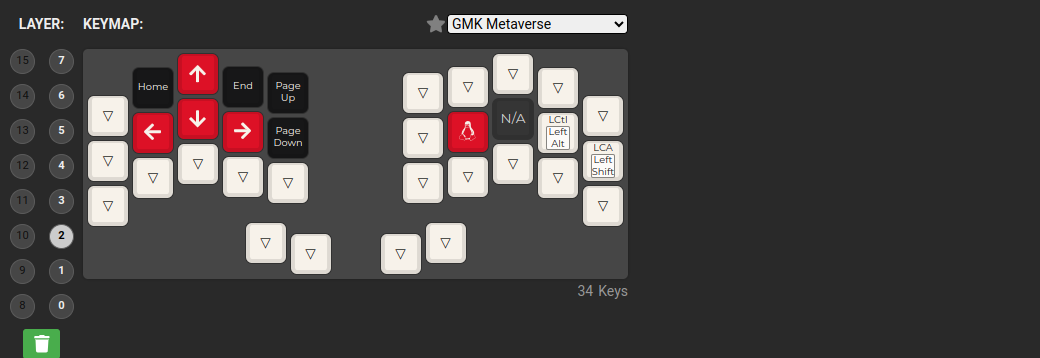 LAYER: KEYMAP: GMK Metaverse
15 7
14 6
13 5
12 4
11 3
10 2
9 1
8 0
Home
End
Page
Up
Page
Down
N/A
LCtl
Left
Alt
LCA
Left
Shift
34 Keys